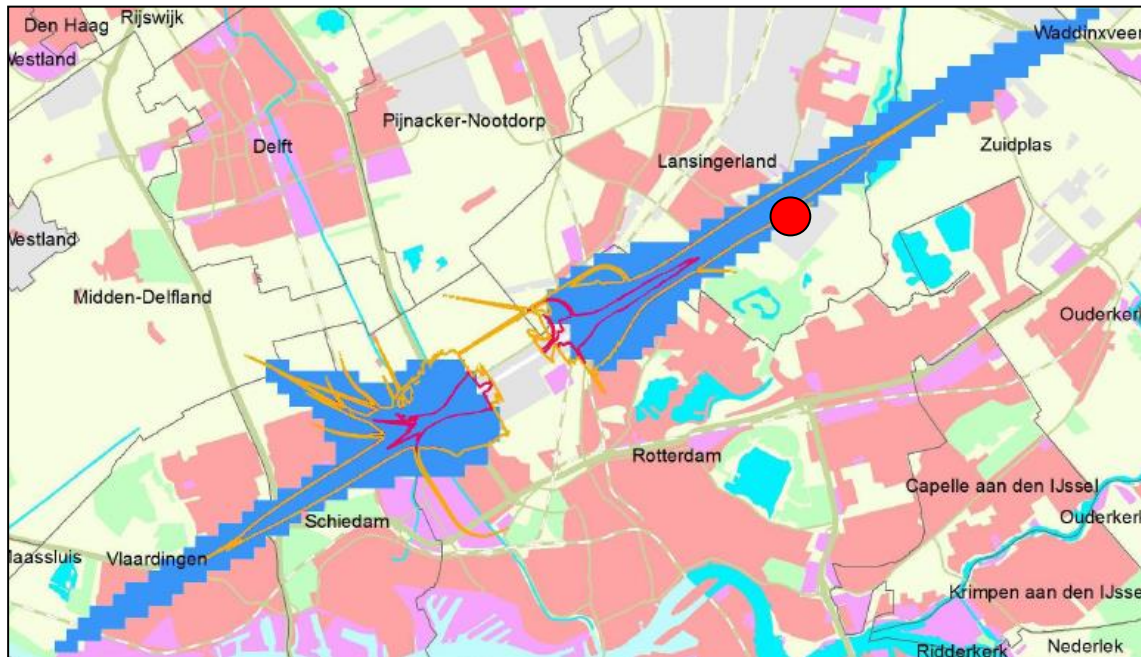 Den Haag
Rijswijk
Westland
Waddinxveen
Pijnacker-Nootdorp
Delft
Lansingerland
Zuidplas
Westland
Midden-Delfland
Ouderkerk
Rotterdam
Capelle aan den IJssel
Schiedam
Ouderkerk
Maassluis
Vlaardingen
Krimpen aan den IJssel
Ridderkerk
Nederlek